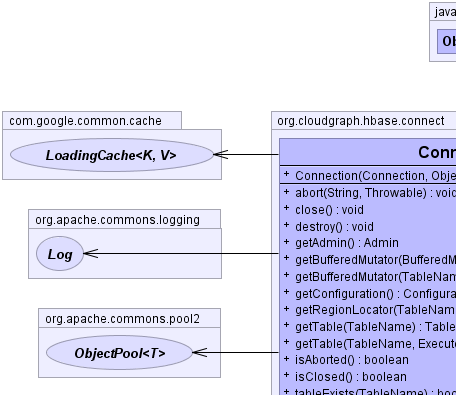 java
Ob
com.google.common.cache
LoadingCache<K, V>
org.apache.commons.logging
Log
org.apache.commons.pool2
ObjectPool<T>
org.cloudgraph.hbase.connect
Conn
+ Connection(Connection, Obje
+ abort(String, Throwable) : void
+ close() : void
+ destroy() : void
+ getAdmin() : Admin
+ getBufferedMutator(BufferedM
+ getBufferedMutator(TableNam
+ getConfiguration() : Configura
+ getRegionLocator(TableNam
+ getTable(TableName) : Table
+ getTable(TableName, Execute
+ isAborted() : boolean
+ isClosed() : boolean
+ tableExists(TableName) : boo